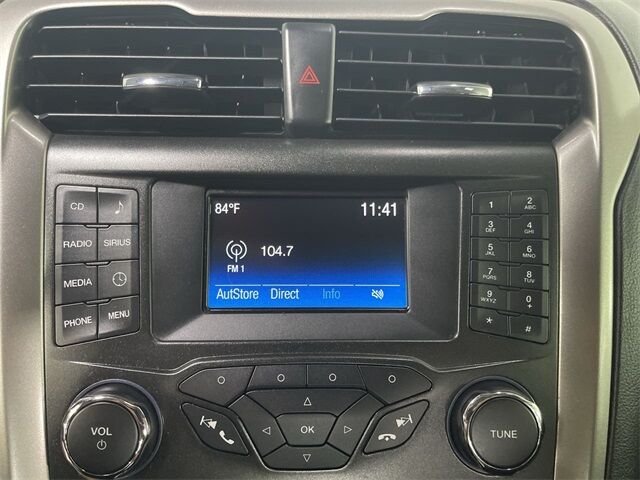 84°F 11:41
104.7
FM 1
AutStore Direct Info
CD
RADIO SIRIUS
MEDIA
PHONE MENU
1 2 ABC
3 DEF 4 GHI
5 JKL 6 MNO
7 PQRS 8 TUV
9 WXYZ 0 +
* #
VOL
OK
TUNE